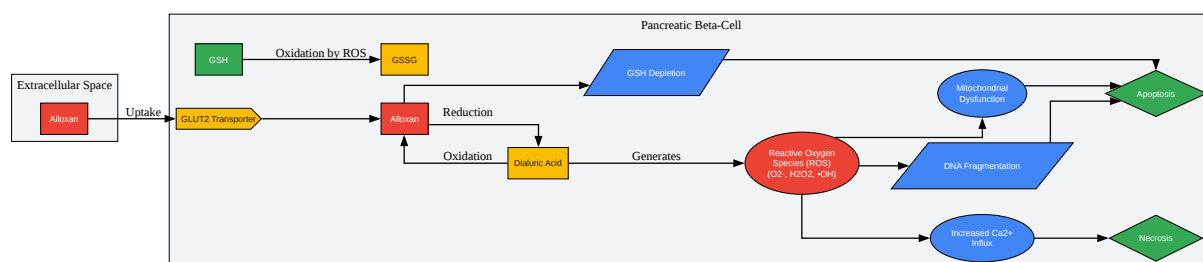 Pancreatic Beta-Cell
GSH
Oxidation by ROS
GSSG
GSH Depletion
Extracellular Space
Alloxan
Uptake
GLUT2 Transporter
Alloxan
Reduction
Oxidation
Dialuric Acid
Generates
Reactive Oxygen
Species (ROS)
(O2-, H2O2, •OH)
Mitochondrial
Dysfunction
Apoptosis
DNA Fragmentation
Increased Ca2+
Influx
Necrosis